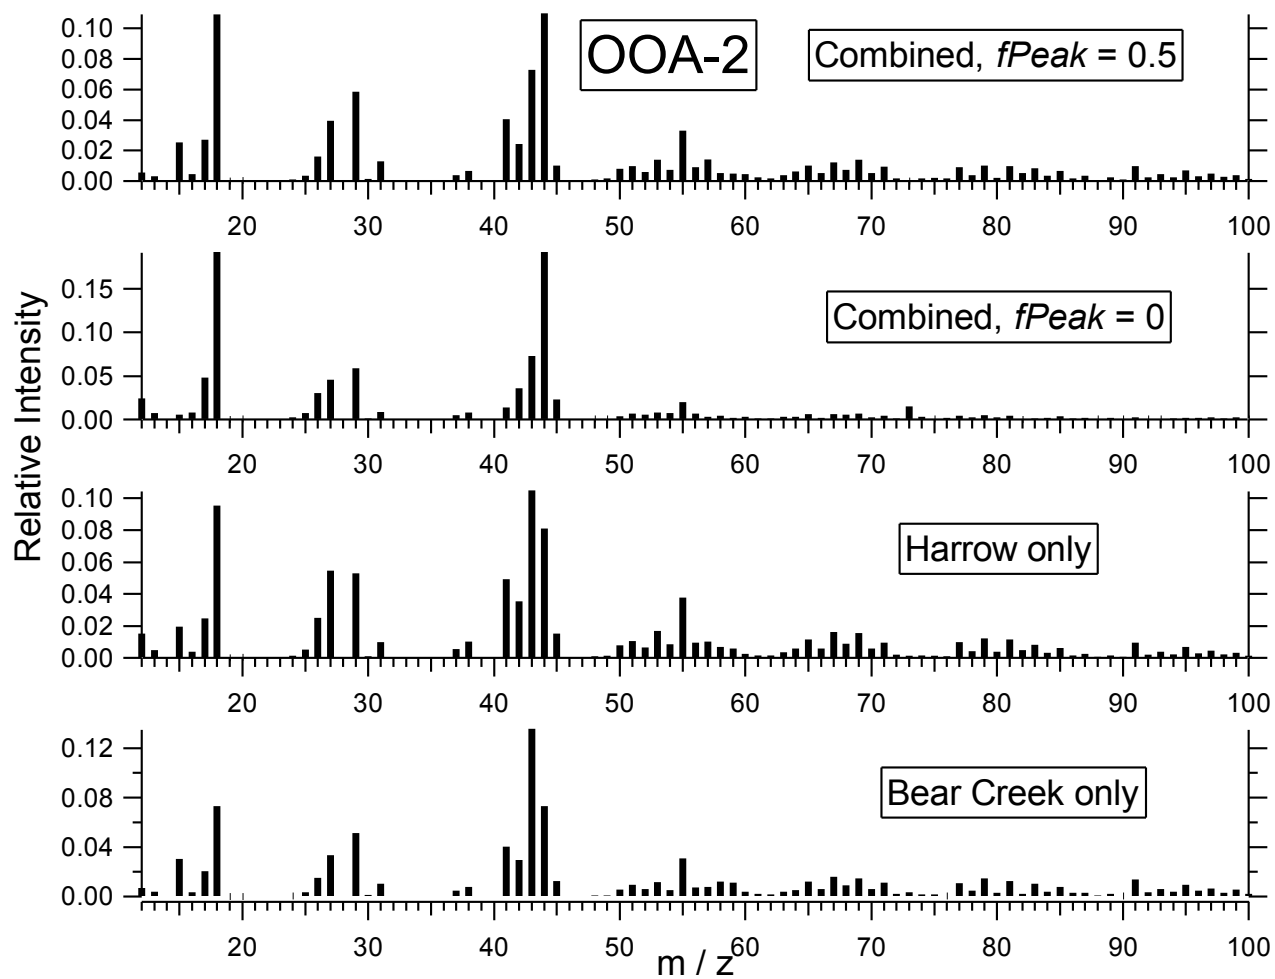 OOA-2
Combined, fPeak = 0.5
0.10
0.08
0.06
0.04
0.02
0.00
20 30 40 50 60 70 80 90 100
Combined, fPeak = 0
0.15
0.10
0.05
0.00
20 30 40 50 60 70 80 90 100
Relative Intensity
Harrow only
0.10
0.08
0.06
0.04
0.02
0.00
20 30 40 50 60 70 80 90 100
Bear Creek only
0.12
0.08
0.04
0.00
20 30 40 50 60 70 80 90 100
m / z